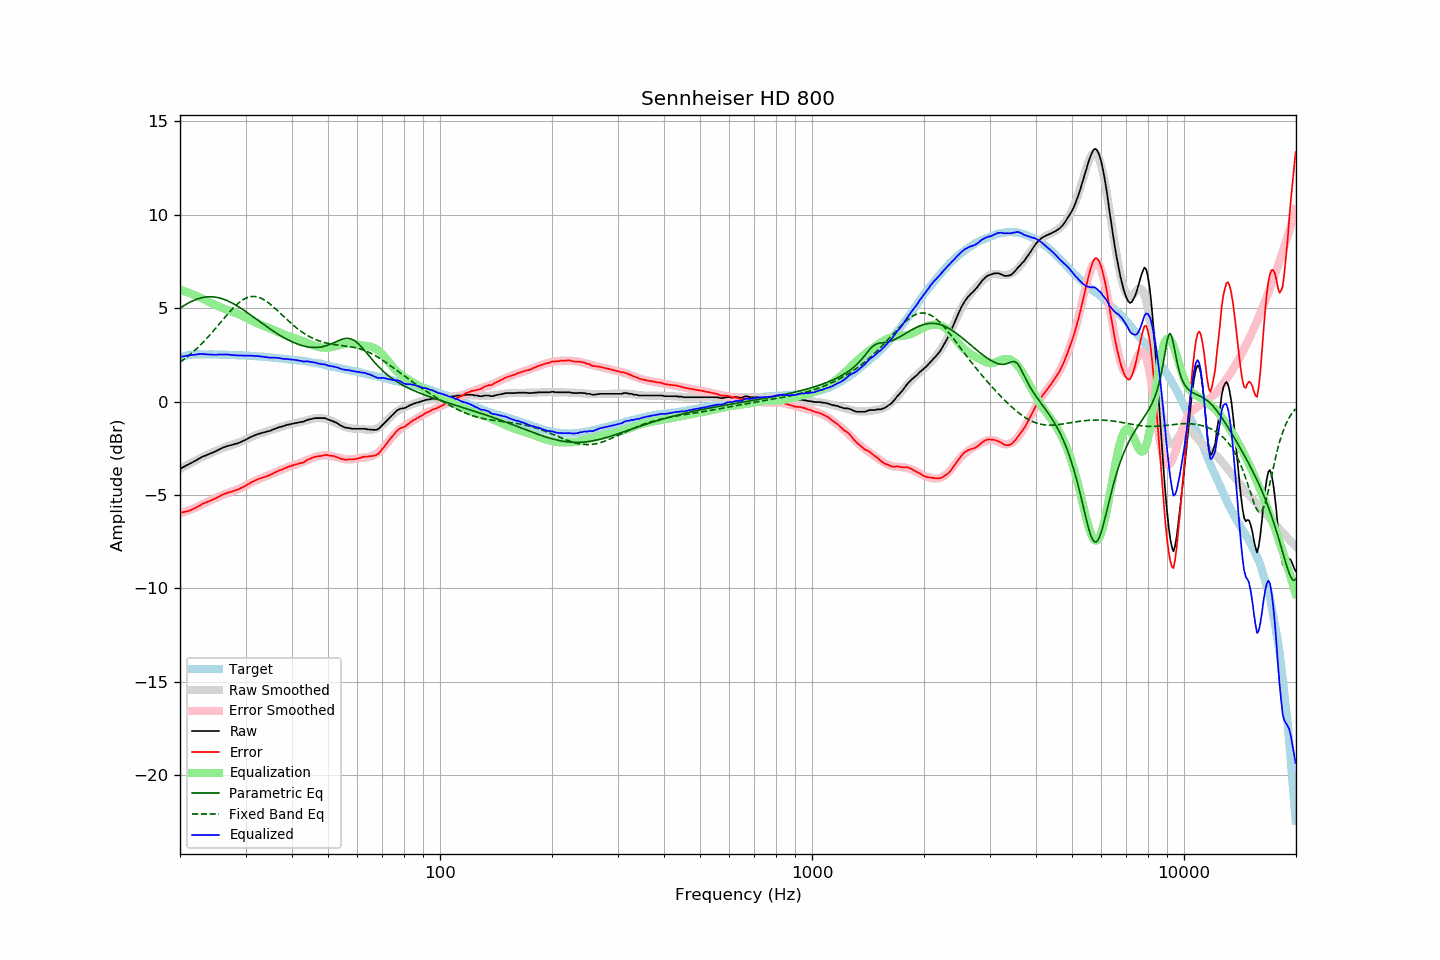 Sennheiser HD 800
15
10
5
0
−5
−10
−15
−20
Amplitude (dBr)
Target
Raw Smoothed
Error Smoothed
Raw
Error
Equalization
Parametric Eq
Fixed Band Eq
Equalized
100
1000
10000
Frequency (Hz)